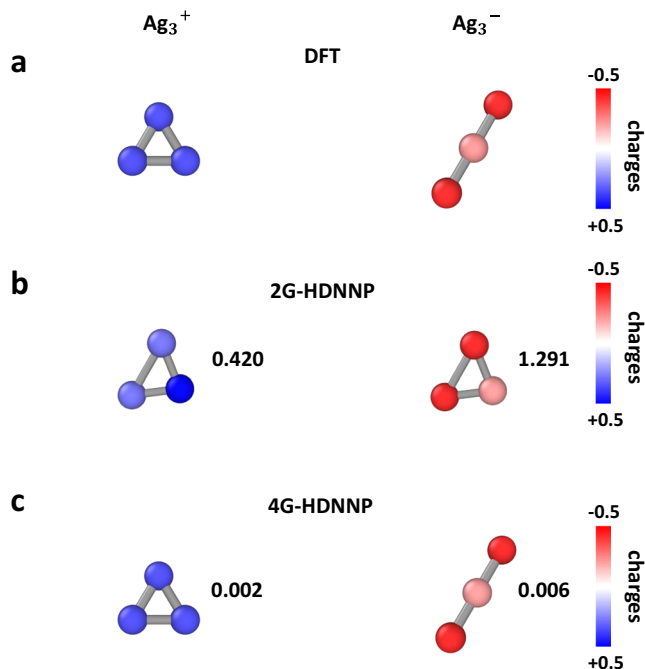 Ag₃⁺
Ag₃⁻
a
DFT
-0.5
charges
+0.5
b
2G-HDNNP
-0.5
0.420
1.291
charges
+0.5
c
4G-HDNNP
-0.5
0.002
0.006
charges
+0.5